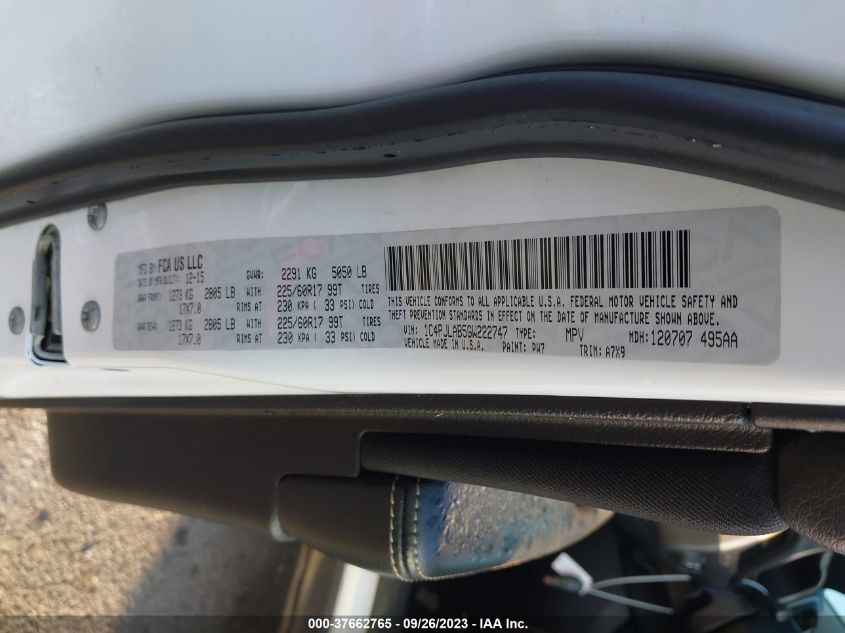 MFD BY FCA US LLC
DATE OF MFR/BUILT: 12-15 GVWR: 2291 KG 5050 LB
GAWR FRONT: 1273 KG 2805 LB WITH 225/60R17 99T TIRES
17X7.0 RIMS AT 230 KPA ( 33 PSI) COLD
GAWR REAR: 1273 KG 2805 LB WITH 225/60R17 99T TIRES
17X7.0 RIMS AT 230 KPA ( 33 PSI) COLD
THIS VEHICLE CONFORMS TO ALL APPLICABLE U.S.A. FEDERAL MOTOR VEHICLE SAFETY AND
THEFT PREVENTION STANDARDS IN EFFECT ON THE DATE OF MANUFACTURE SHOWN ABOVE.
VIN: 1C4PJLAB5GW222747 TYPE: MPV MDH: 120707 495AA
VEHICLE MADE IN U.S.A. PAINT: PW7 TRIM: A7X9
000-37662765 - 09/26/2023 - IAA Inc.